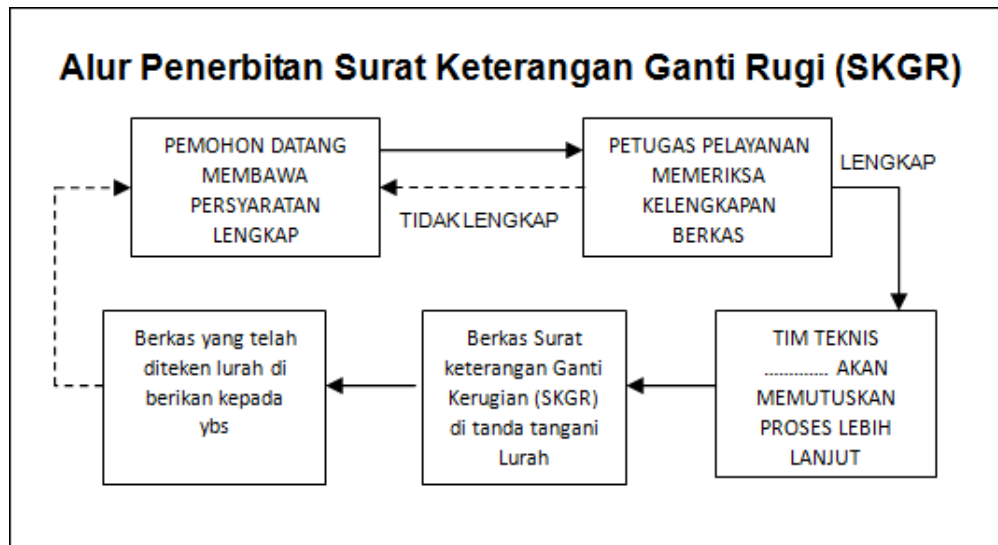 Alur Penerbitan Surat Keterangan Ganti Rugi (SKGR)
PEMOHON DATANG
MEMBAWA
PERSYARATAN
LENGKAP
TIDAK LENGKAP
PETUGAS PELAYANAN
MEMERIKSA
KELENGKAPAN
BERKAS
LENGKAP
TIM TEKNIS
............. AKAN
MEMUTUSKAN
PROSES LEBIH
LANJUT
Berkas Surat
keterangan Ganti
Kerugian (SKGR)
di tanda tangani
Lurah
Berkas yang telah
diteken lurah di
berikan kepada
ybs